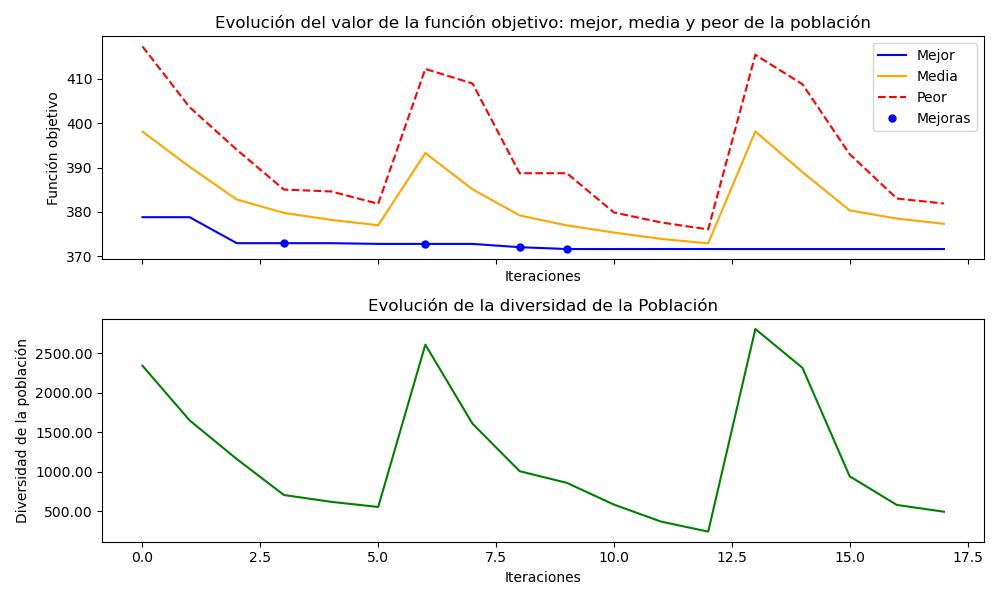 Evolución del valor de la función objetivo: mejor, media y peor de la población
Función objetivo
410
400
390
380
370
Mejor
Media
Peor
Mejoras
Iteraciones
Evolución de la diversidad de la Población
Diversidad de la población
2500.00
2000.00
1500.00
1000.00
500.00
0.0 2.5 5.0 7.5 10.0 12.5 15.0 17.5
Iteraciones